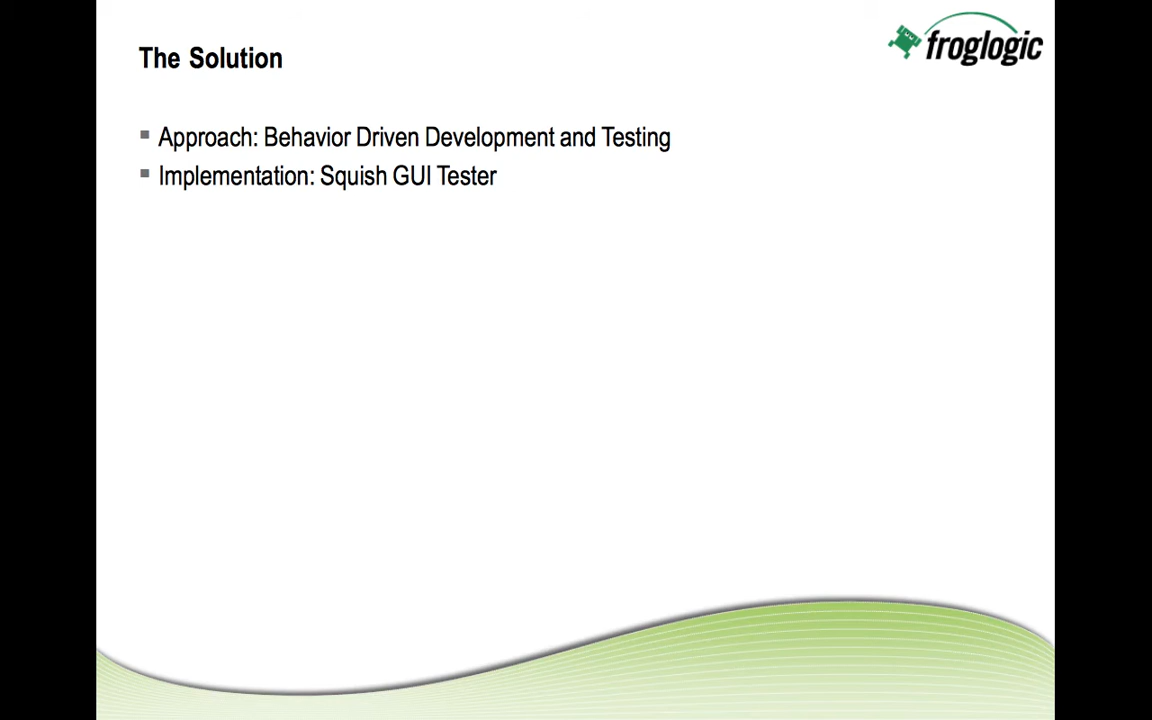 froglogic
The Solution
Approach: Behavior Driven Development and Testing
Implementation: Squish GUI Tester